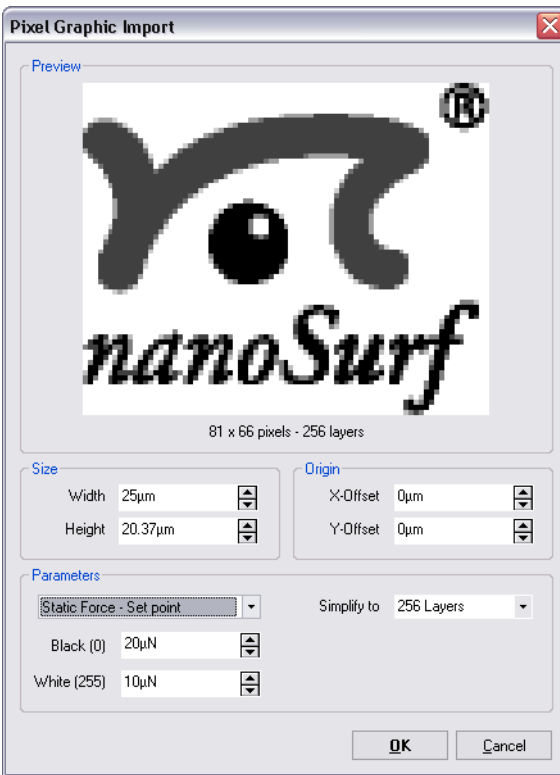 Pixel Graphic Import
Preview
®
nanoSurf
81 x 66 pixels - 256 layers
Size
Width 25µm
Height 20.37µm
Origin
X-Offset 0µm
Y-Offset 0µm
Parameters
Static Force - Set point
Simplify to 256 Layers
Black (0) 20µN
White (255) 10µN
OK Cancel